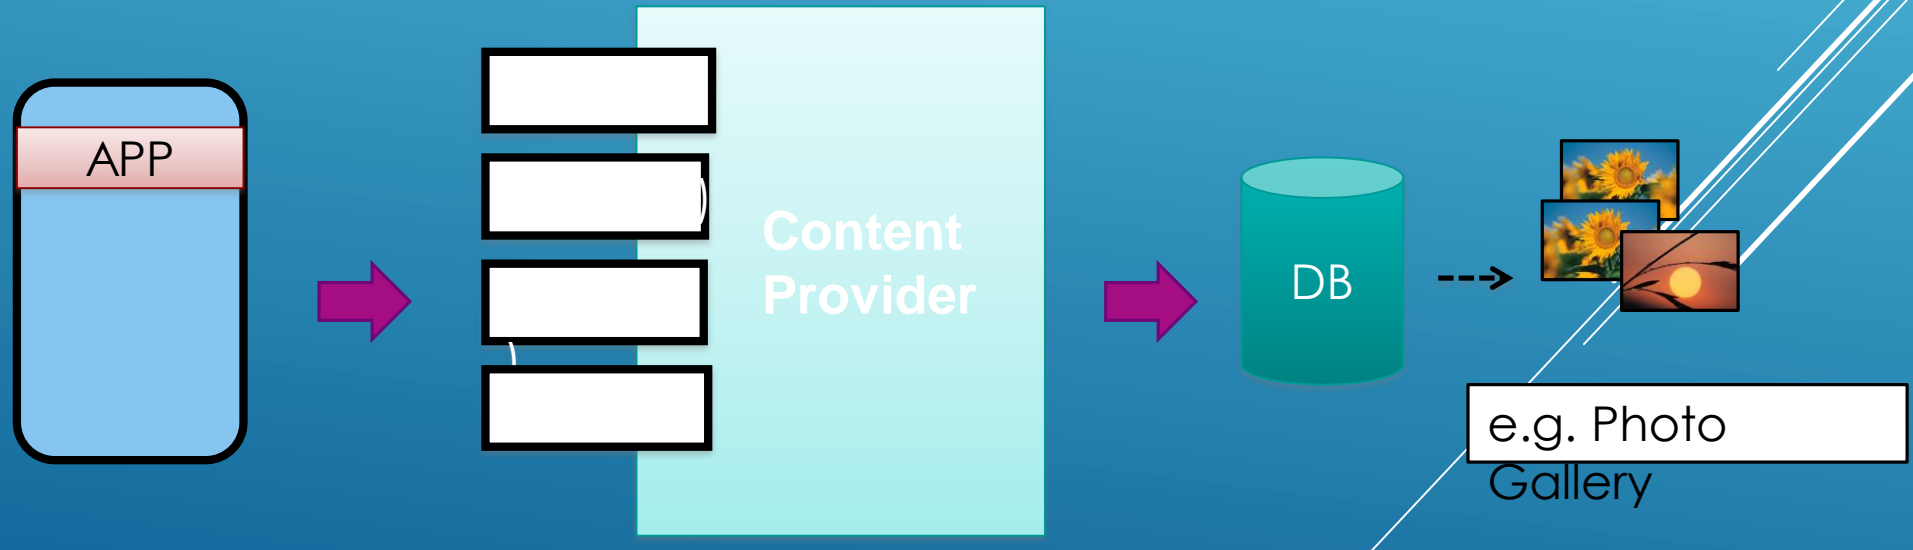 APP
Content
Provider
DB
e.g. Photo
Gallery